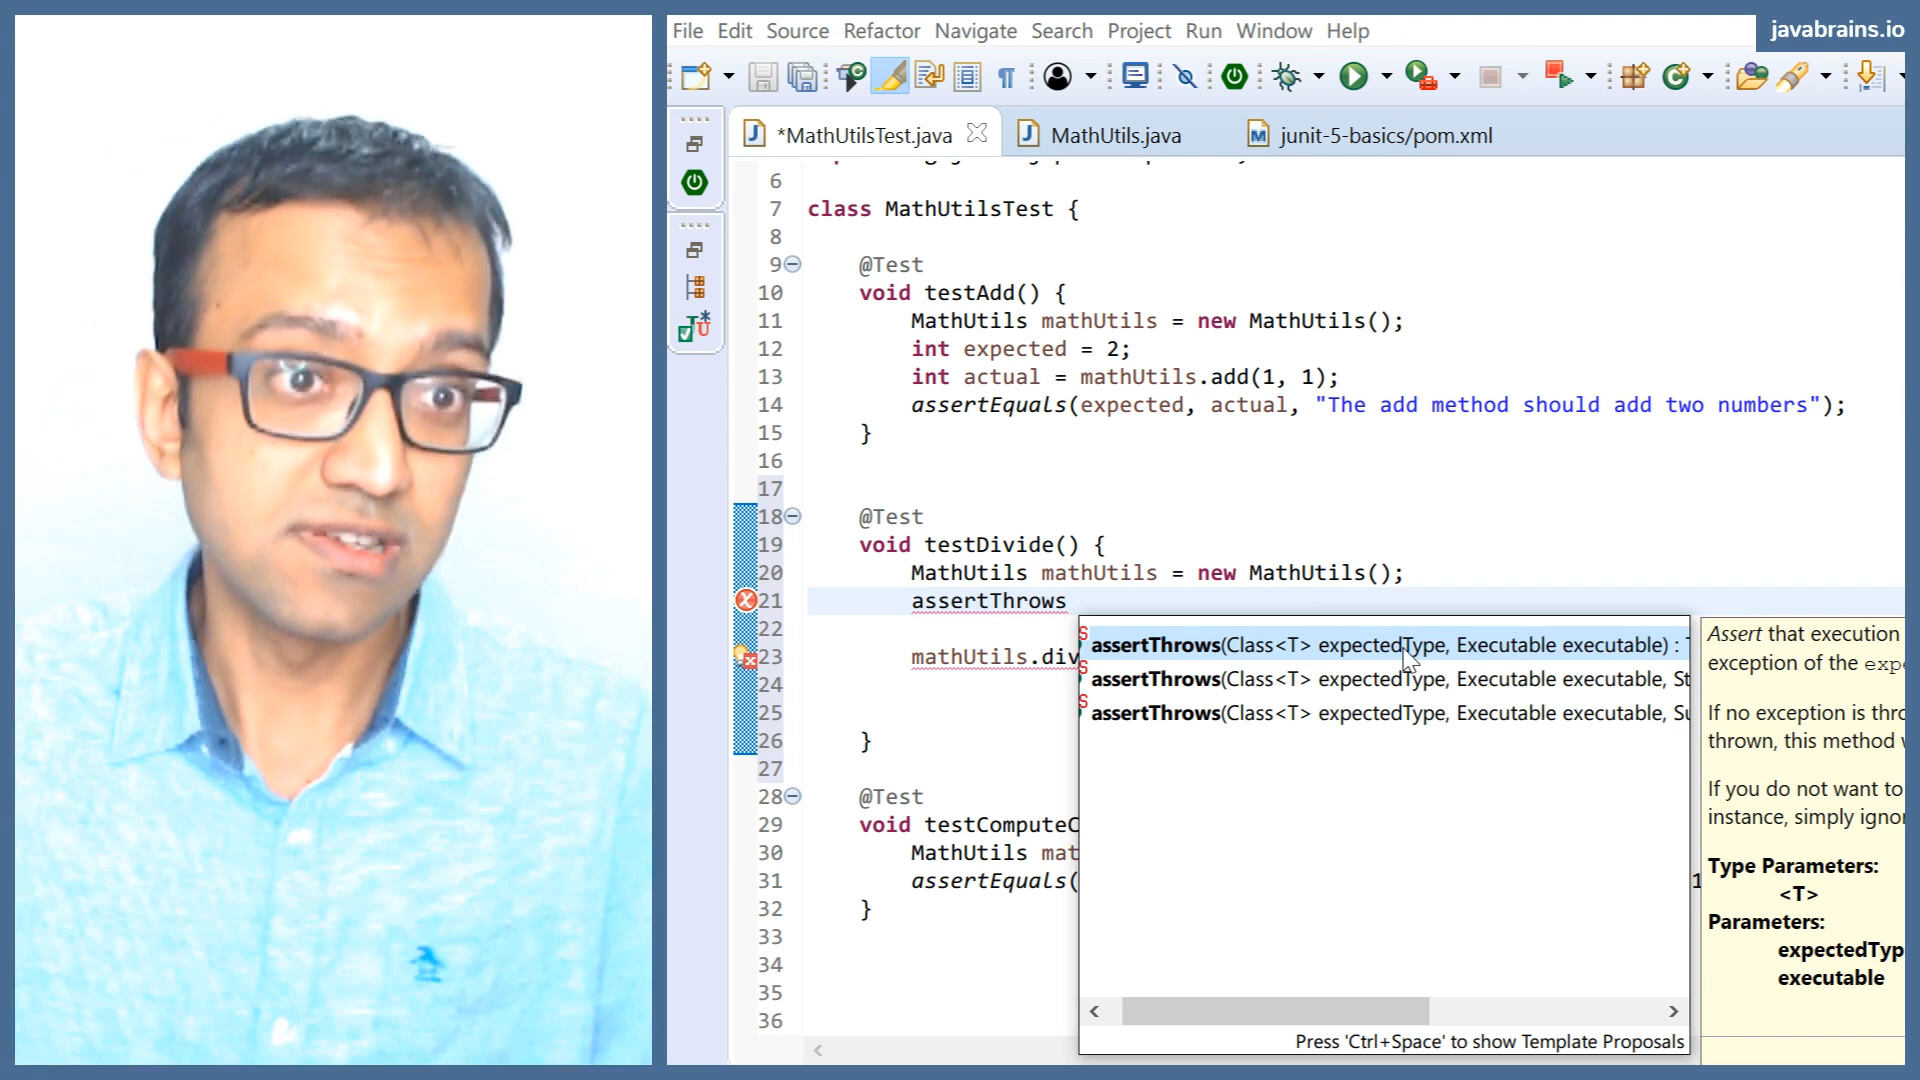 javabrains.io
File Edit Source Refactor Navigate Search Project Run Window Help
*MathUtilsTest.java
MathUtils.java
junit-5-basics/pom.xml
6
7 class MathUtilsTest {
8
9 @Test
10 void testAdd() {
11 MathUtils mathUtils = new MathUtils();
12 int expected = 2;
13 int actual = mathUtils.add(1, 1);
14 assertEquals(expected, actual, "The add method should add two numbers");
15 }
16
17
18 @Test
19 void testDivide() {
20 MathUtils mathUtils = new MathUtils();
21 assertThrows
22
23 mathUtils.div
24
25
26 }
27
28 @Test
29 void testComputeC
30 MathUtils mat
31 assertEquals( 1
32 }
33
34
35
36
assertThrows(Class<T> expectedType, Executable executable) : T
assertThrows(Class<T> expectedType, Executable executable, St
assertThrows(Class<T> expectedType, Executable executable, Su
Press 'Ctrl+Space' to show Template Proposals
Assert that execution
exception of the expe
If no exception is thro
thrown, this method w
If you do not want to
instance, simply ignor
Type Parameters:
<T>
Parameters:
expectedTyp
executable